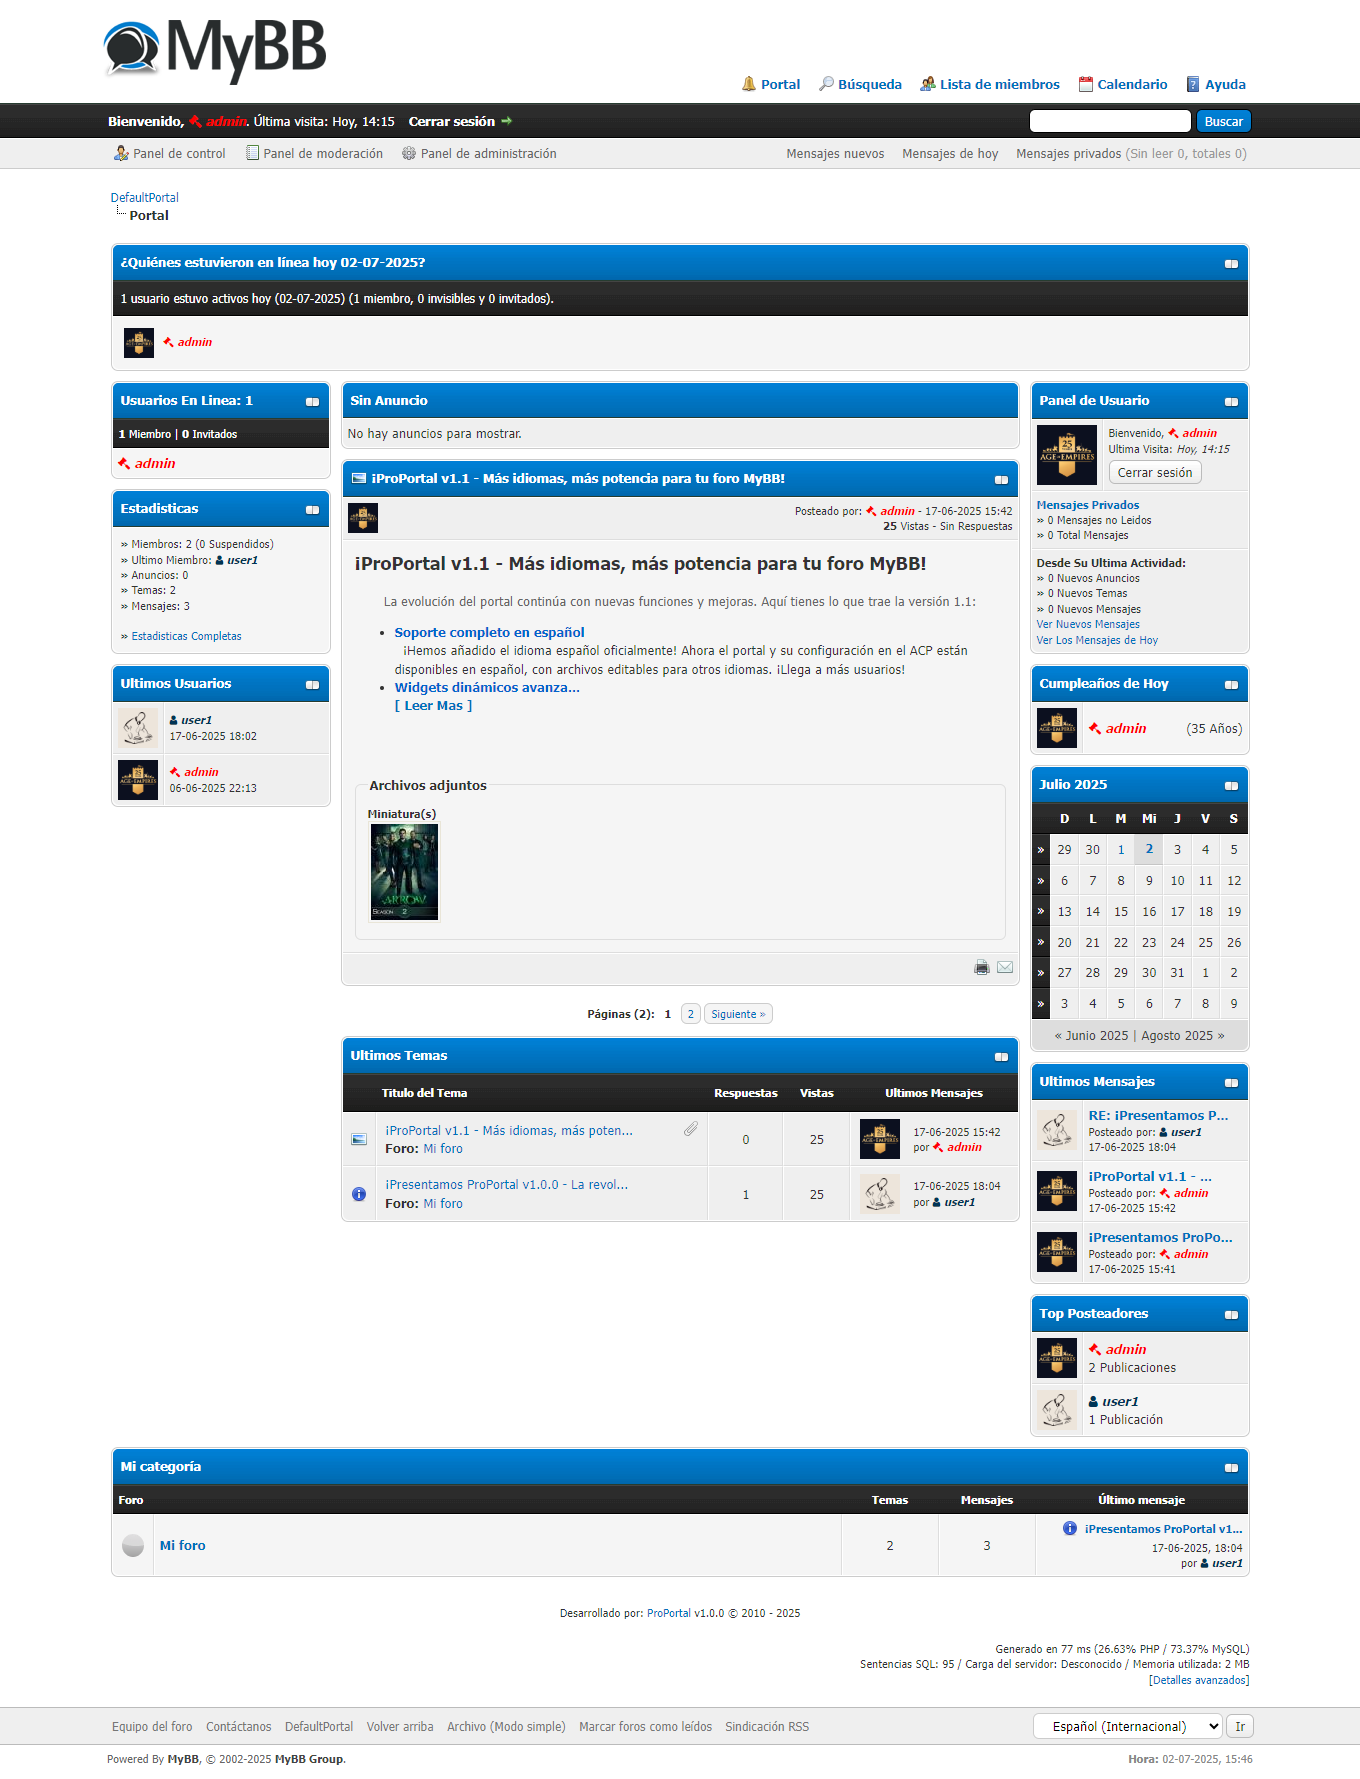 MyBB
Portal Búsqueda Lista de miembros Calendario Ayuda
Bienvenido, admin. Última visita: Hoy, 14:15 Cerrar sesión Buscar
Panel de control Panel de moderación Panel de administración Mensajes nuevos Mensajes de hoy Mensajes privados (Sin leer 0, totales 0)
DefaultPortal
Portal
¿Quiénes estuvieron en línea hoy 02-07-2025?
1 usuario estuvo activos hoy (02-07-2025) (1 miembro, 0 invisibles y 0 invitados).
admin
Usuarios En Linea: 1
1 Miembro | 0 Invitados
admin
Estadisticas
» Miembros: 2 (0 Suspendidos)
» Ultimo Miembro: user1
» Anuncios: 0
» Temas: 2
» Mensajes: 3
» Estadisticas Completas
Ultimos Usuarios
user1
17-06-2025 18:02
admin
06-06-2025 22:13
Sin Anuncio
No hay anuncios para mostrar.
¡ProPortal v1.1 - Más idiomas, más potencia para tu foro MyBB!
Posteado por: admin - 17-06-2025 15:42
25 Vistas - Sin Respuestas
¡ProPortal v1.1 - Más idiomas, más potencia para tu foro MyBB!
La evolución del portal continúa con nuevas funciones y mejoras. Aquí tienes lo que trae la versión 1.1:
• Soporte completo en español
¡Hemos añadido el idioma español oficialmente! Ahora el portal y su configuración en el ACP están
disponibles en español, con archivos editables para otros idiomas. ¡Llega a más usuarios!
• Widgets dinámicos avanza...
[ Leer Mas ]
Archivos adjuntos
Miniatura(s)
ARROW
SEASON 2
Páginas (2): 1 2 Siguiente »
Ultimos Temas
Titulo del Tema Respuestas Vistas Ultimos Mensajes
¡ProPortal v1.1 - Más idiomas, más poten...
Foro: Mi foro
0 25
17-06-2025 15:42
por admin
¡Presentamos ProPortal v1.0.0 - La revol...
Foro: Mi foro
1 25
17-06-2025 18:04
por user1
Panel de Usuario
25
AGE OF EMPIRES
Bienvenido, admin
Ultima Visita: Hoy, 14:15
Cerrar sesión
Mensajes Privados
» 0 Mensajes no Leidos
» 0 Total Mensajes
Desde Su Ultima Actividad:
» 0 Nuevos Anuncios
» 0 Nuevos Temas
» 0 Nuevos Mensajes
Ver Nuevos Mensajes
Ver Los Mensajes de Hoy
Cumpleaños de Hoy
admin (35 Años)
Julio 2025
D L M Mi J V S
» 29 30 1 2 3 4 5
» 6 7 8 9 10 11 12
» 13 14 15 16 17 18 19
» 20 21 22 23 24 25 26
» 27 28 29 30 31 1 2
» 3 4 5 6 7 8 9
« Junio 2025 | Agosto 2025 »
Ultimos Mensajes
RE: ¡Presentamos P...
Posteado por: user1
17-06-2025 18:04
¡ProPortal v1.1 - ...
Posteado por: admin
17-06-2025 15:42
¡Presentamos ProPo...
Posteado por: admin
17-06-2025 15:41
Top Posteadores
admin
2 Publicaciones
user1
1 Publicación
Mi categoría
Foro Temas Mensajes Último mensaje
Mi foro 2 3
¡Presentamos ProPortal v1...
17-06-2025, 18:04
por user1
Desarrollado por: ProPortal v1.0.0 © 2010 - 2025
Generado en 77 ms (26.63% PHP / 73.37% MySQL)
Sentencias SQL: 95 / Carga del servidor: Desconocido / Memoria utilizada: 2 MB
[Detalles avanzados]
Equipo del foro Contáctanos DefaultPortal Volver arriba Archivo (Modo simple) Marcar foros como leídos Sindicación RSS Español (Internacional) Ir
Powered By MyBB, © 2002-2025 MyBB Group. Hora: 02-07-2025, 15:46